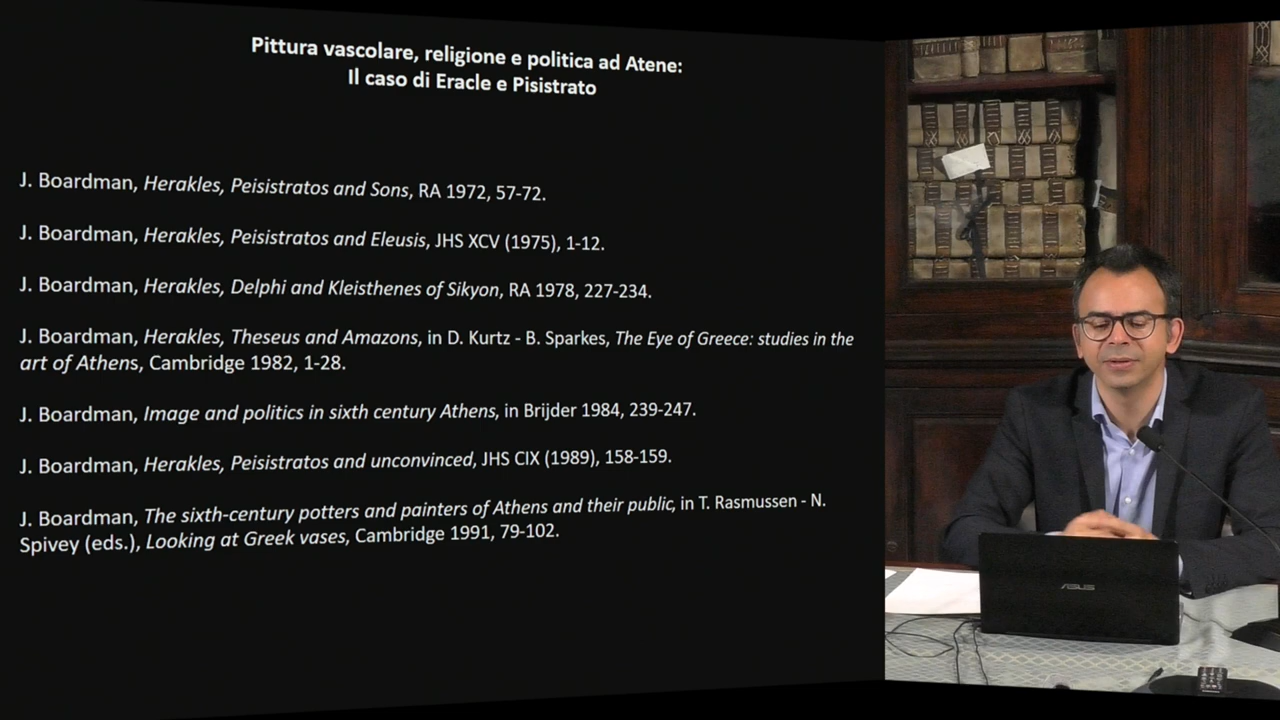 Pittura vascolare, religione e politica ad Atene:
Il caso di Eracle e Pisistrato
J. Boardman, Herakles, Peisistratos and Sons, RA 1972, 57-72.
J. Boardman, Herakles, Peisistratos and Eleusis, JHS XCV (1975), 1-12.
J. Boardman, Herakles, Delphi and Kleisthenes of Sikyon, RA 1978, 227-234.
J. Boardman, Herakles, Theseus and Amazons, in D. Kurtz - B. Sparkes, The Eye of Greece: studies in the
art of Athens, Cambridge 1982, 1-28.
J. Boardman, Image and politics in sixth century Athens, in Brijder 1984, 239-247.
J. Boardman, Herakles, Peisistratos and unconvinced, JHS CIX (1989), 158-159.
J. Boardman, The sixth-century potters and painters of Athens and their public, in T. Rasmussen - N.
Spivey (eds.), Looking at Greek vases, Cambridge 1991, 79-102.
ASUS